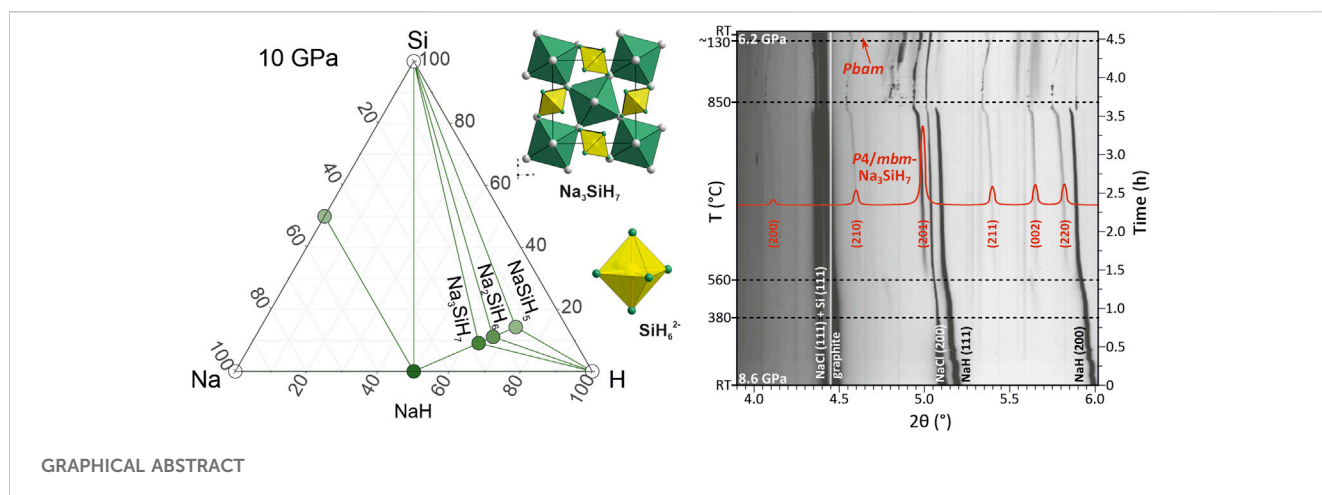 10 GPa
Si
100
20
80
40
60
60
40
80
20
100
Na
H
20
40
60
80
100
NaH
Na₃SiH₇
Na₂SiH₆
NaSiH₅
Na₃SiH₇
SiH₆²⁻
RT
~130
850
560
380
RT
T (°C)
6.2 GPa
8.6 GPa
Pbam
P4/mbm-
Na₃SiH₇
(200)
(210)
(201)
(211)
(002)
(220)
NaCl (111) + Si (111)
graphite
NaCl (200)
NaH (111)
NaH (200)
4.5
4.0
3.5
3.0
2.5
2.0
1.5
1.0
0.5
0
Time (h)
4.0
4.5
5.0
5.5
6.0
2θ (°)
GRAPHICAL ABSTRACT